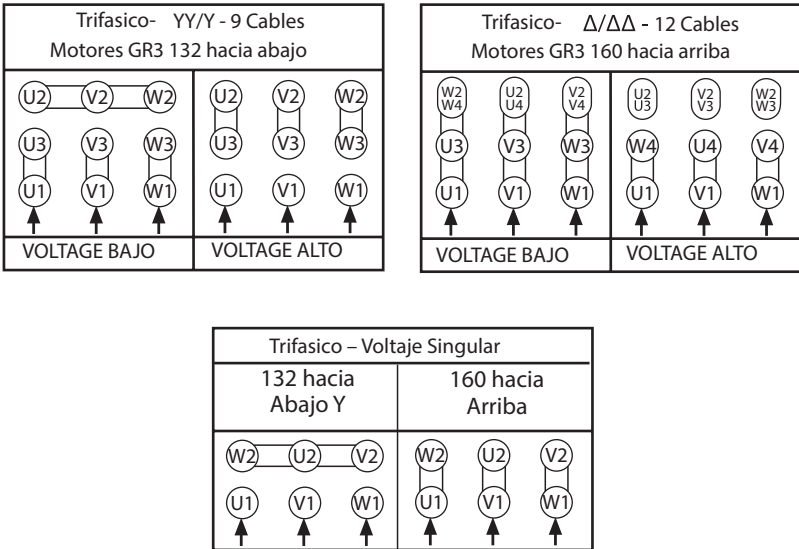 Trifasico- YY/Y - 9 Cables
Motores GR3 132 hacia abajo
U2 V2 W2 U2 V2 W2
U3 V3 W3 U3 V3 W3
U1 V1 W1 U1 V1 W1
VOLTAGE BAJO VOLTAGE ALTO
Trifasico- Δ/ΔΔ - 12 Cables
Motores GR3 160 hacia arriba
W2 U2 V2 U2 V2 W2
W4 U4 V4 U3 V3 W3
U3 V3 W3 W4 U4 V4
U1 V1 W1 U1 V1 W1
VOLTAGE BAJO VOLTAGE ALTO
Trifasico – Voltaje Singular
132 hacia 160 hacia
Abajo Y Arriba
W2 U2 V2 W2 U2 V2
U1 V1 W1 U1 V1 W1